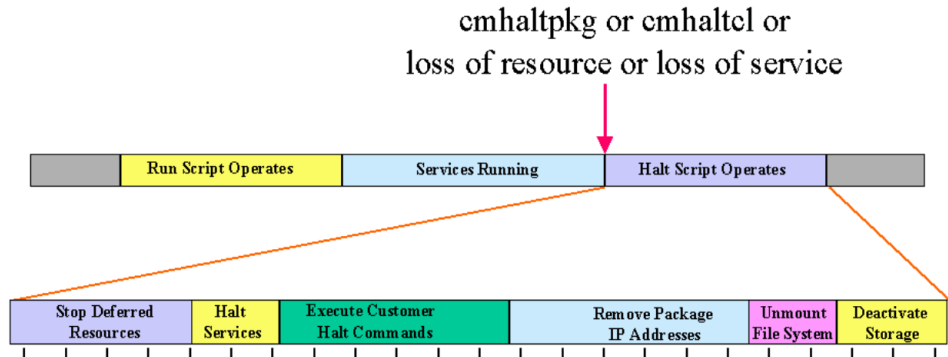 cmhaltpkg or cmhaltcl or
loss of resource or loss of service
Run Script Operates
Services Running
Halt Script Operates
Stop Deferred
Resources
Halt
Services
Execute Customer
Halt Commands
Remove Package
IP Addresses
Unmount
File System
Deactivate
Storage